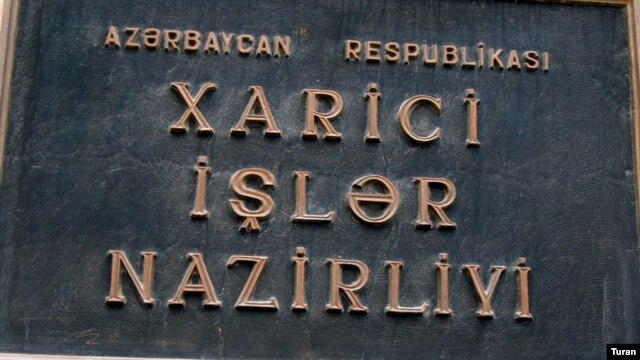 AZƏRBAYCAN RESPUBLİKASI
XARİCİ
İŞLƏR
NAZİRLİYİ
Turan